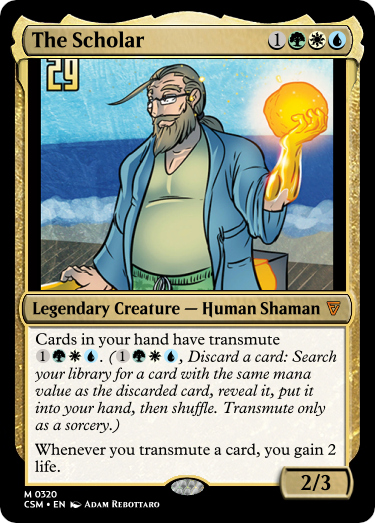 The Scholar 1
29
Legendary Creature — Human Shaman
Cards in your hand have transmute
1 . (1 , Discard a card: Search
your library for a card with the same mana
value as the discarded card, reveal it, put it
into your hand, then shuffle. Transmute only
as a sorcery.)
Whenever you transmute a card, you gain 2
life.
2/3
M 0320
CSM • EN Adam Rebottaro